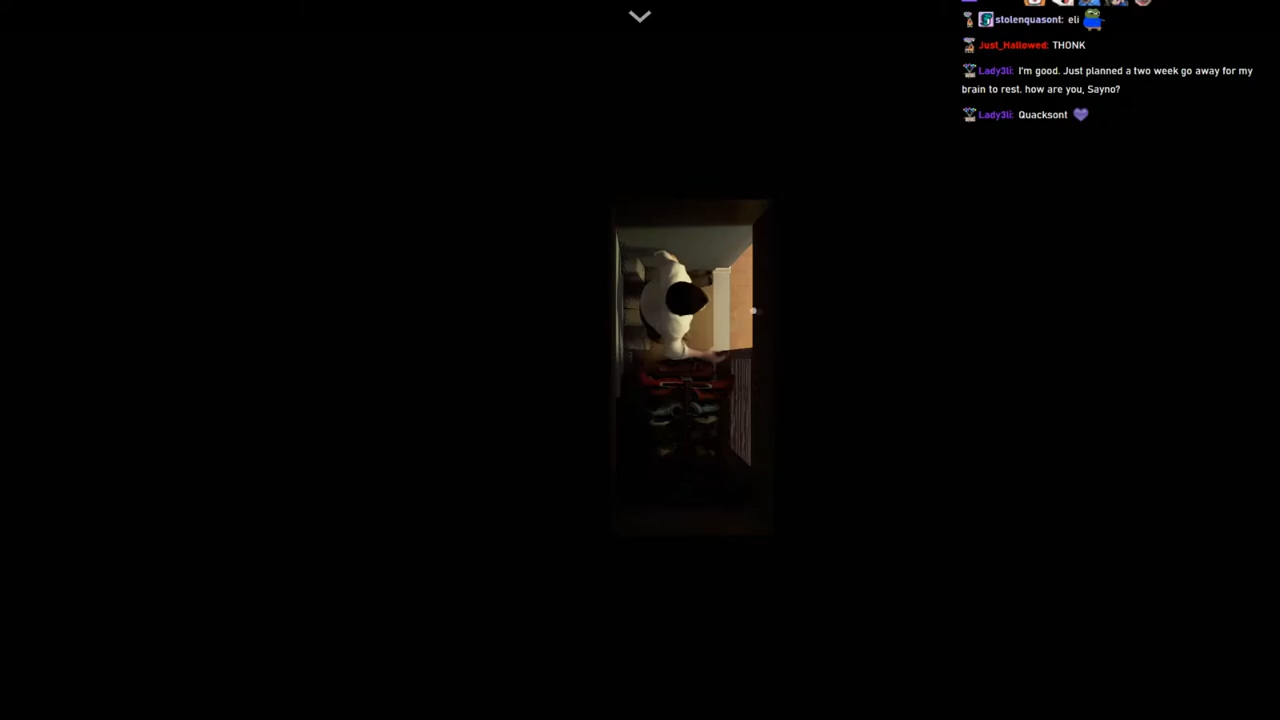 stolenquasont: eli
Just_Hallowed: THONK
Lady3li: I'm good. Just planned a two week go away for my
brain to rest. how are you, Sayno?
Lady3li: Quacksont